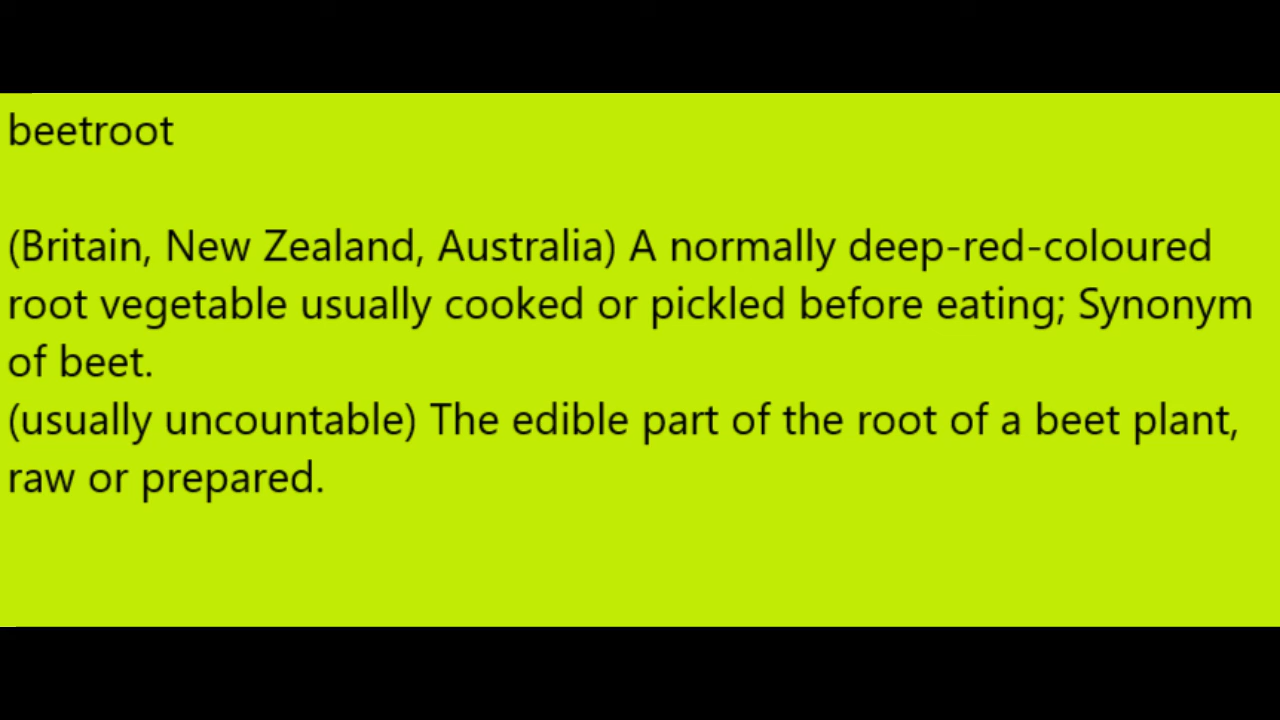 beetroot
(Britain, New Zealand, Australia) A normally deep-red-coloured
root vegetable usually cooked or pickled before eating; Synonym
of beet.
(usually uncountable) The edible part of the root of a beet plant,
raw or prepared.